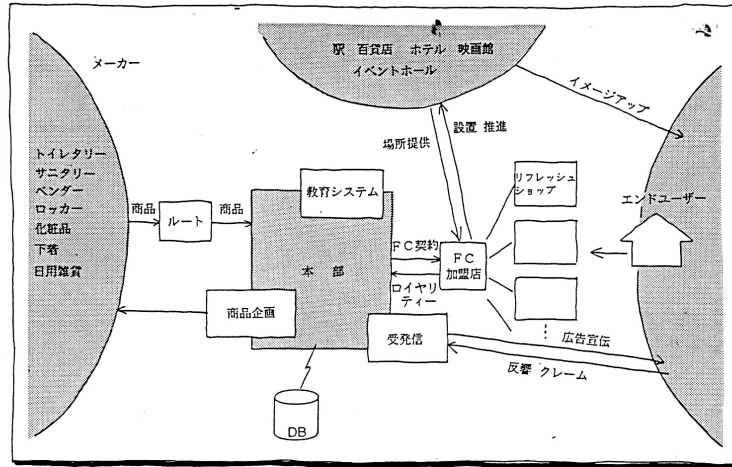 駅 百貨店 ホテル 映画館
イベントホール
メーカー
イメージアップ
場所提供
設置 推進
トイレタリー
サニタリー
ベンダー
ロッカー
化粧品
下着
日用雑貨
商品
ルート
商品
教育システム
本 部
商品企画
受発信
DB
FC契約
ロイヤリ
ティー
FC
加盟店
リフレッシュ
ショップ
エンドユーザー
広告宣伝
反響 クレーム